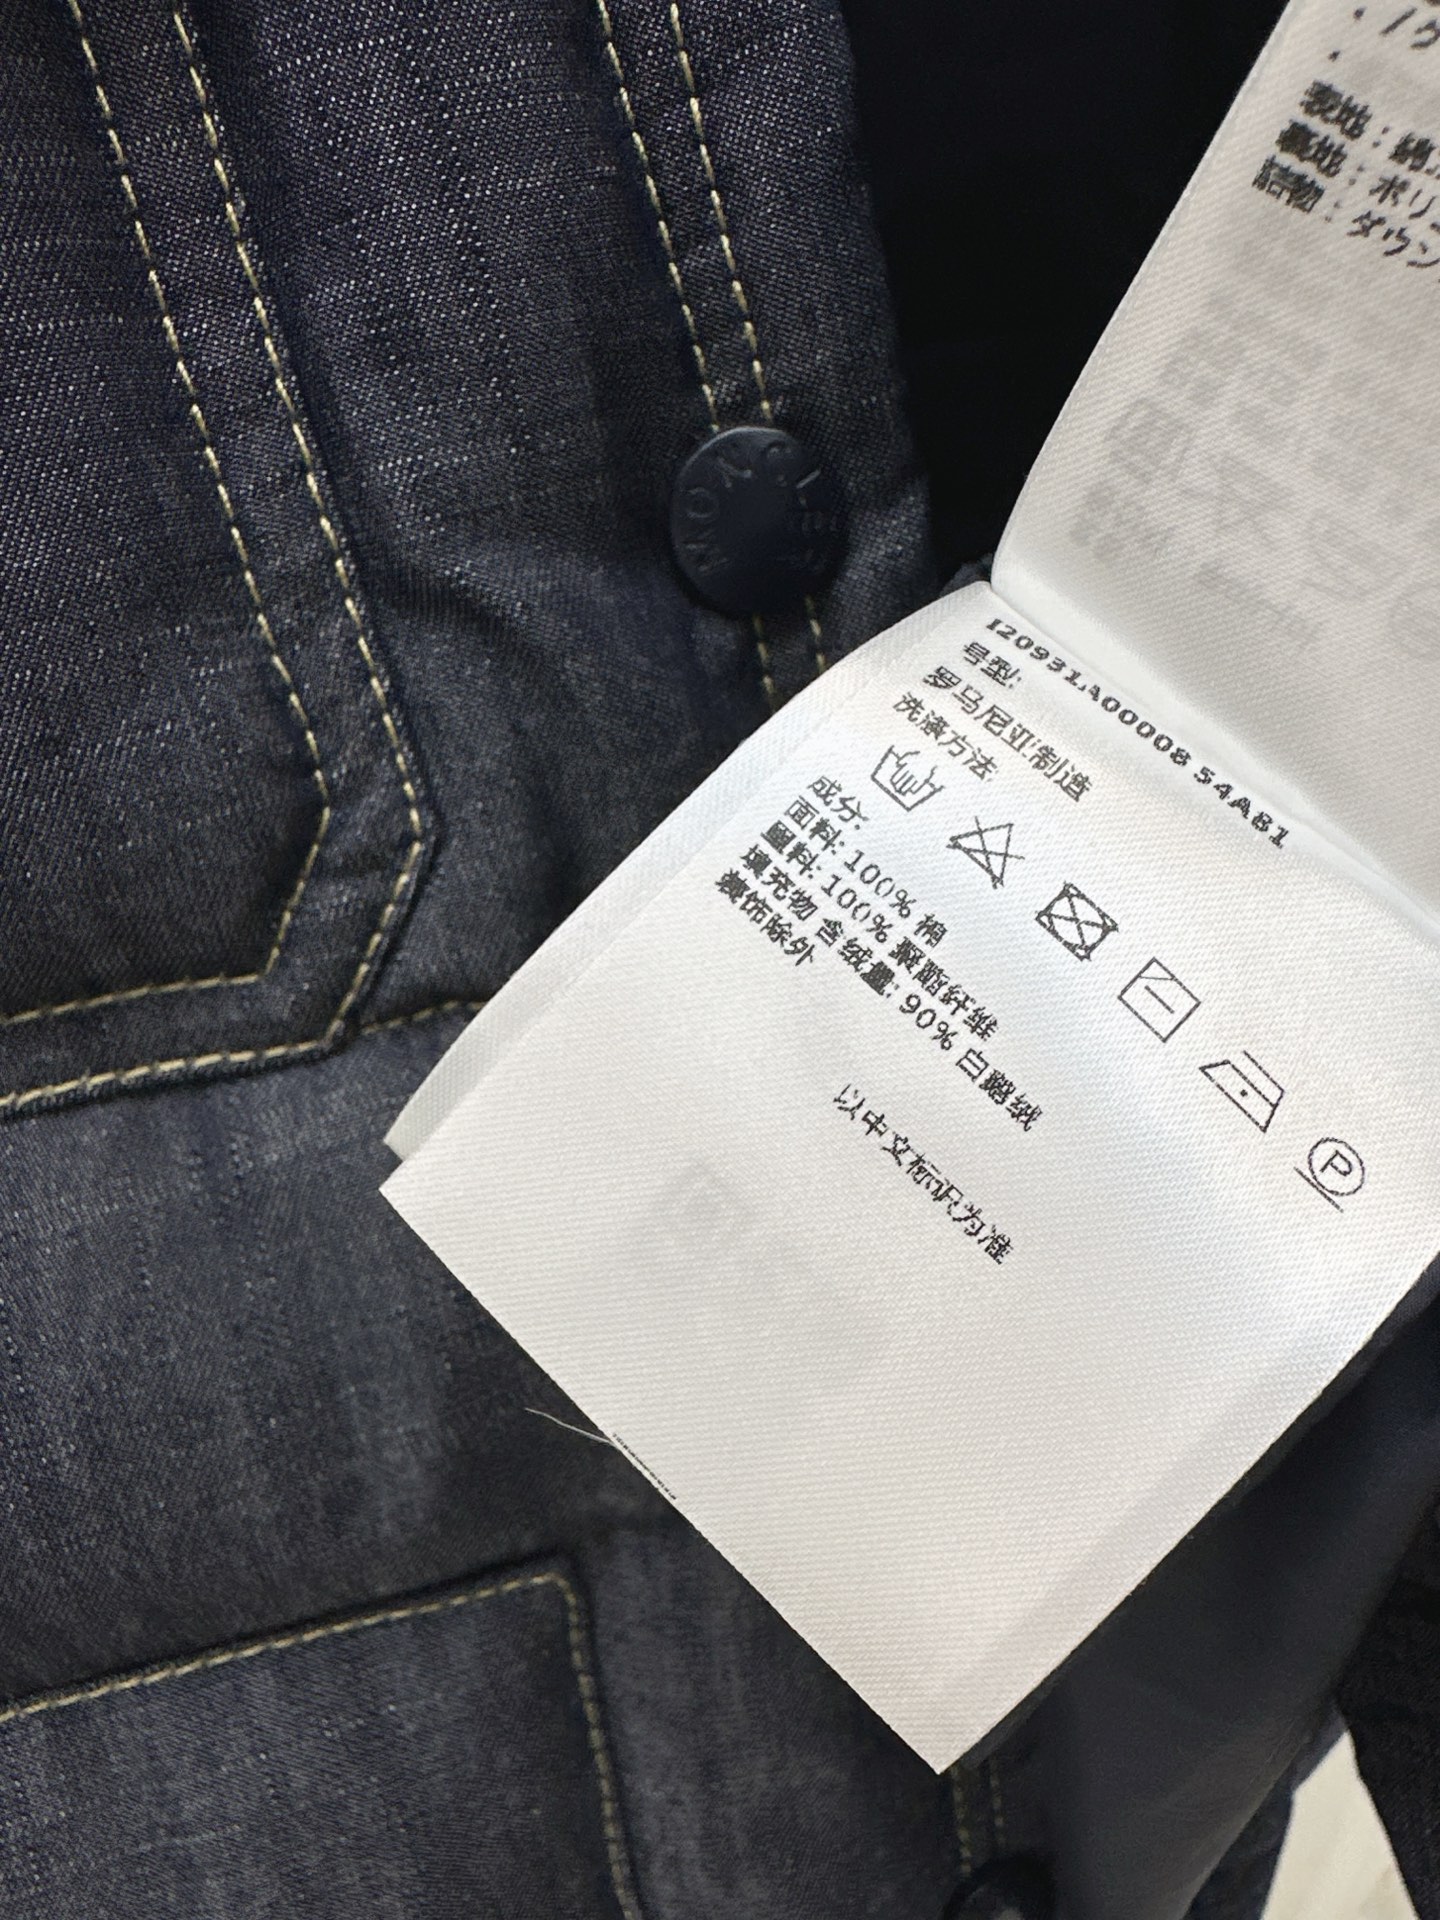 MONCLER
表地：綿
裏地：ポリ
詰物：ダウン
I20931A00008 54A81
号型:
罗马尼亚制造
洗涤方法
P
成分:
面料: 100% 棉
里料: 100% 聚酯纤维
填充物 含绒量: 90% 白鹅绒
装饰除外
以中文标识为准